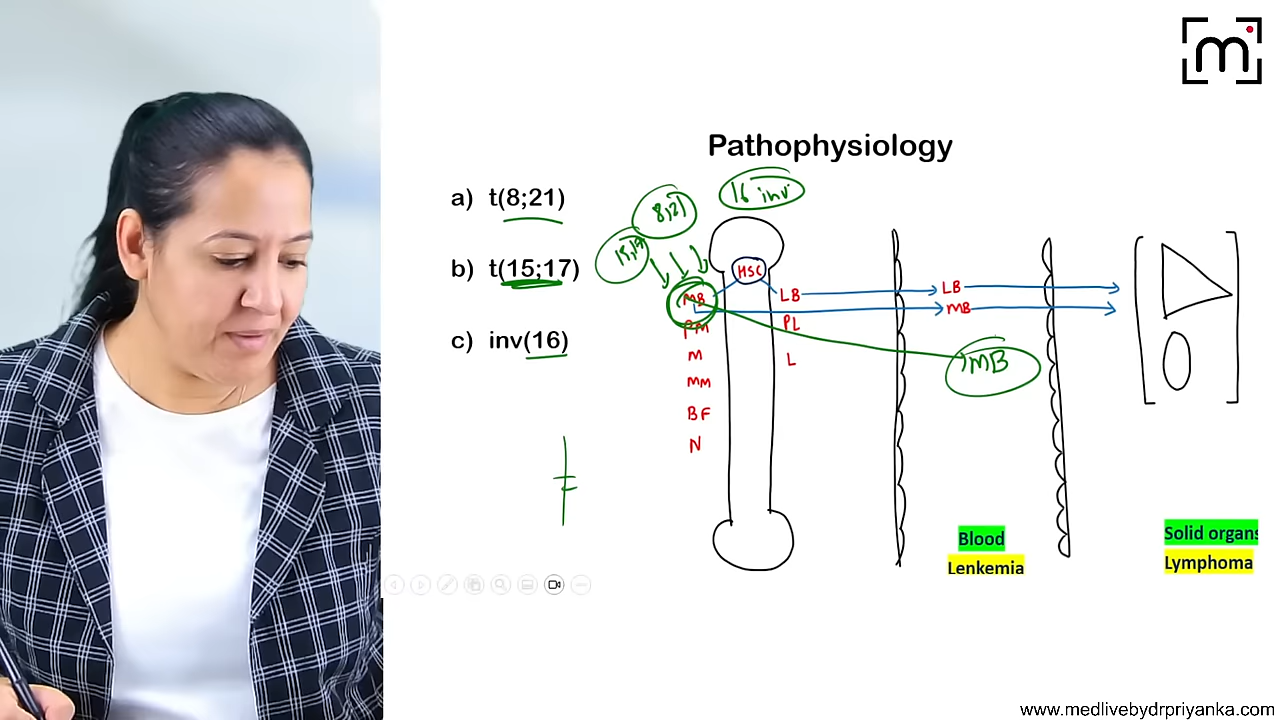 m
Pathophysiology
a) t(8;21)
b) t(15;17)
c) inv(16)
16 inv
8;21
15;17
HSC
MB
PM
M
MM
BF
N
LB
PL
L
LB
MB
MB
Blood
Lenkemia
Solid organs
Lymphoma
www.medlivebydrpriyanka.com